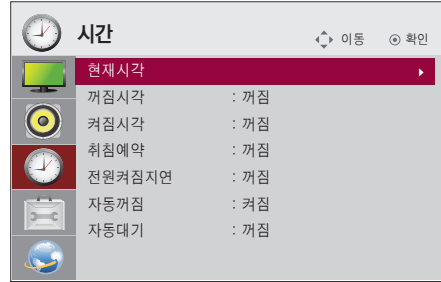 시간 이동 확인
현재시각
꺼짐시각 : 꺼짐
켜짐시각 : 꺼짐
취침예약 : 꺼짐
전원켜짐지연 : 꺼짐
자동꺼짐 : 켜짐
자동대기 : 꺼짐